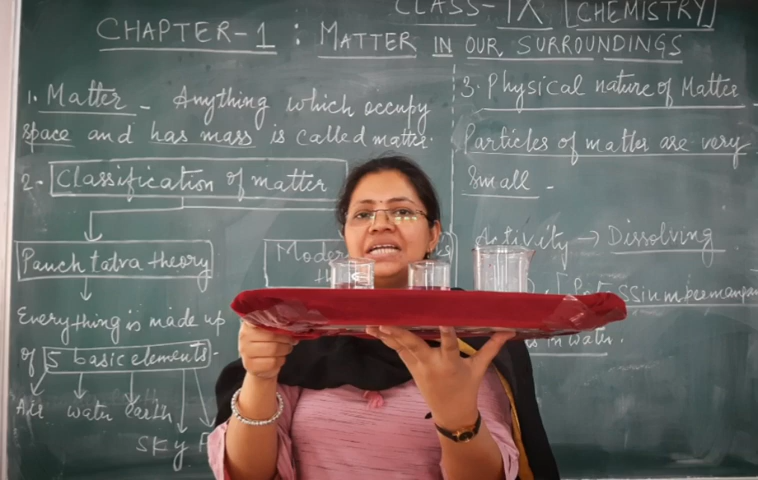 CLASS-IX [CHEMISTRY]
CHAPTER-1 : MATTER IN OUR SURROUNDINGS
1. Matter - Anything which occupy
space and has mass is called matter.
2. Classification of matter
Panch tatva theory
Everything is made up
of 5 basic elements.
Air water earth
SKY
3. Physical nature of Matter
Particles of matter are very
Small -
Activity → Dissolving
in water.